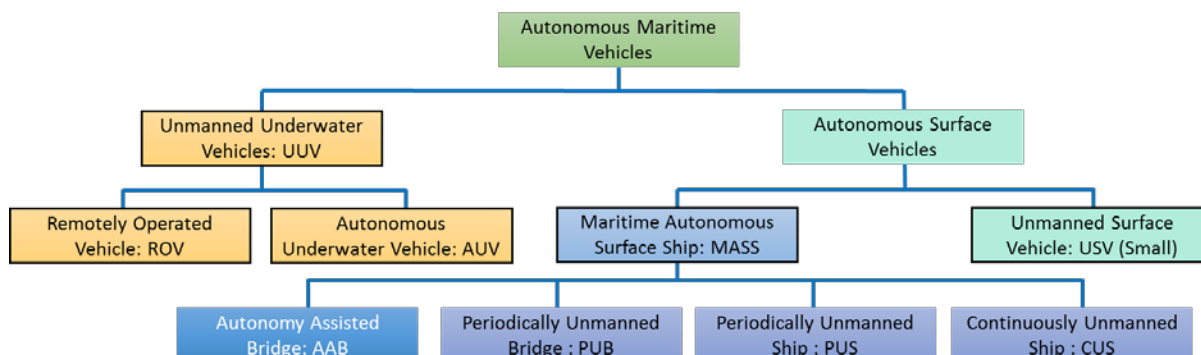 Autonomous Maritime
Vehicles
Unmanned Underwater
Vehicles: UUV
Autonomous Surface
Vehicles
Remotely Operated
Vehicle: ROV
Autonomous
Underwater Vehicle: AUV
Maritime Autonomous
Surface Ship: MASS
Unmanned Surface
Vehicle: USV (Small)
Autonomy Assisted
Bridge: AAB
Periodically Unmanned
Bridge : PUB
Periodically Unmanned
Ship : PUS
Continuously Unmanned
Ship : CUS